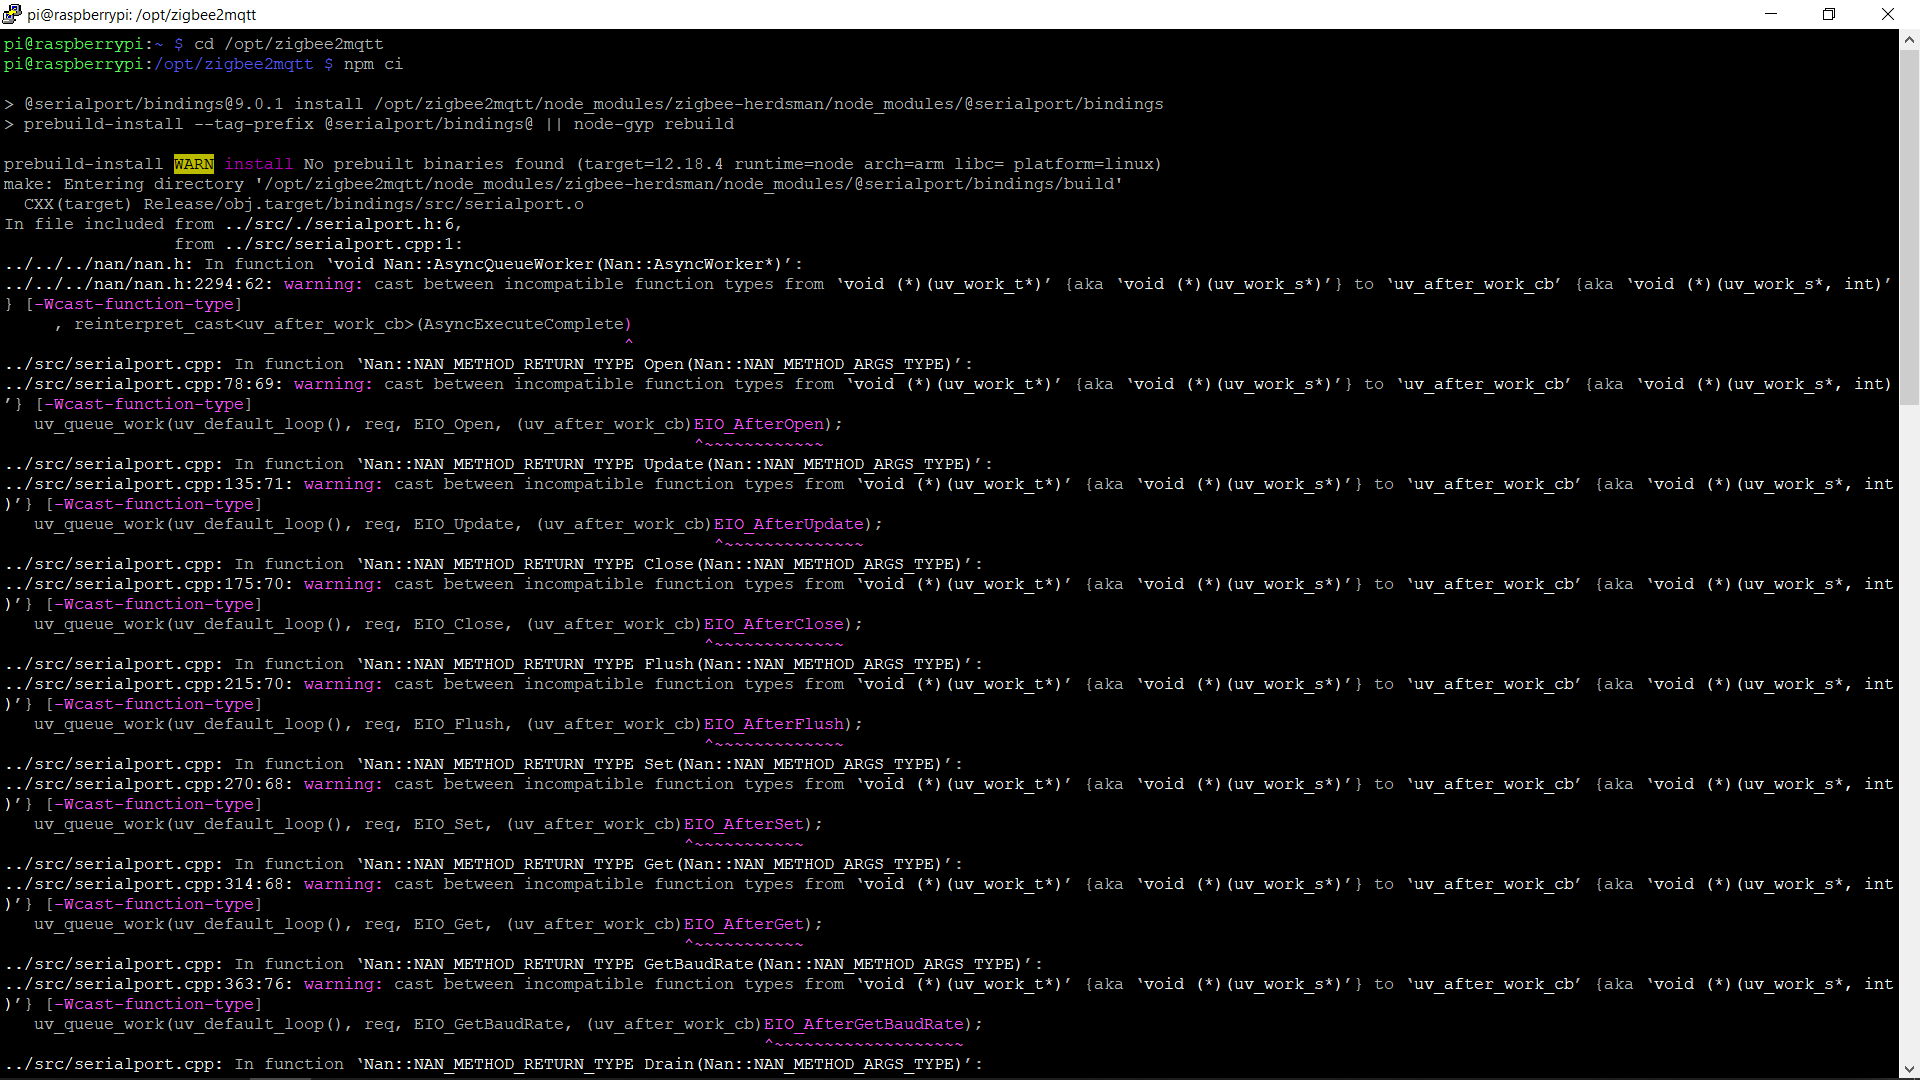 pi@raspberrypi: /opt/zigbee2mqtt
pi@raspberrypi:~ $ cd /opt/zigbee2mqtt
pi@raspberrypi:/opt/zigbee2mqtt $ npm ci
> @serialport/bindings@9.0.1 install /opt/zigbee2mqtt/node_modules/zigbee-herdsman/node_modules/@serialport/bindings
> prebuild-install --tag-prefix @serialport/bindings@ || node-gyp rebuild
prebuild-install WARN install No prebuilt binaries found (target=12.18.4 runtime=node arch=arm libc= platform=linux)
make: Entering directory '/opt/zigbee2mqtt/node_modules/zigbee-herdsman/node_modules/@serialport/bindings/build'
  CXX(target) Release/obj.target/bindings/src/serialport.o
In file included from ../src/./serialport.h:6,
                 from ../src/serialport.cpp:1:
../../../nan/nan.h: In function ‘void Nan::AsyncQueueWorker(Nan::AsyncWorker*)’:
../../../nan/nan.h:2294:62: warning: cast between incompatible function types from ‘void (*)(uv_work_t*)’ {aka ‘void (*)(uv_work_s*)’} to ‘uv_after_work_cb’ {aka ‘void (*)(uv_work_s*, int)’
} [-Wcast-function-type]
     , reinterpret_cast<uv_after_work_cb>(AsyncExecuteComplete)
                                                              ^
../src/serialport.cpp: In function ‘Nan::NAN_METHOD_RETURN_TYPE Open(Nan::NAN_METHOD_ARGS_TYPE)’:
../src/serialport.cpp:78:69: warning: cast between incompatible function types from ‘void (*)(uv_work_t*)’ {aka ‘void (*)(uv_work_s*)’} to ‘uv_after_work_cb’ {aka ‘void (*)(uv_work_s*, int)
’} [-Wcast-function-type]
   uv_queue_work(uv_default_loop(), req, EIO_Open, (uv_after_work_cb)EIO_AfterOpen);
                                                                     ^~~~~~~~~~~~~
../src/serialport.cpp: In function ‘Nan::NAN_METHOD_RETURN_TYPE Update(Nan::NAN_METHOD_ARGS_TYPE)’:
../src/serialport.cpp:135:71: warning: cast between incompatible function types from ‘void (*)(uv_work_t*)’ {aka ‘void (*)(uv_work_s*)’} to ‘uv_after_work_cb’ {aka ‘void (*)(uv_work_s*, int
)’} [-Wcast-function-type]
   uv_queue_work(uv_default_loop(), req, EIO_Update, (uv_after_work_cb)EIO_AfterUpdate);
                                                                       ^~~~~~~~~~~~~~~
../src/serialport.cpp: In function ‘Nan::NAN_METHOD_RETURN_TYPE Close(Nan::NAN_METHOD_ARGS_TYPE)’:
../src/serialport.cpp:175:70: warning: cast between incompatible function types from ‘void (*)(uv_work_t*)’ {aka ‘void (*)(uv_work_s*)’} to ‘uv_after_work_cb’ {aka ‘void (*)(uv_work_s*, int
)’} [-Wcast-function-type]
   uv_queue_work(uv_default_loop(), req, EIO_Close, (uv_after_work_cb)EIO_AfterClose);
                                                                      ^~~~~~~~~~~~~~
../src/serialport.cpp: In function ‘Nan::NAN_METHOD_RETURN_TYPE Flush(Nan::NAN_METHOD_ARGS_TYPE)’:
../src/serialport.cpp:215:70: warning: cast between incompatible function types from ‘void (*)(uv_work_t*)’ {aka ‘void (*)(uv_work_s*)’} to ‘uv_after_work_cb’ {aka ‘void (*)(uv_work_s*, int
)’} [-Wcast-function-type]
   uv_queue_work(uv_default_loop(), req, EIO_Flush, (uv_after_work_cb)EIO_AfterFlush);
                                                                      ^~~~~~~~~~~~~~
../src/serialport.cpp: In function ‘Nan::NAN_METHOD_RETURN_TYPE Set(Nan::NAN_METHOD_ARGS_TYPE)’:
../src/serialport.cpp:270:68: warning: cast between incompatible function types from ‘void (*)(uv_work_t*)’ {aka ‘void (*)(uv_work_s*)’} to ‘uv_after_work_cb’ {aka ‘void (*)(uv_work_s*, int
)’} [-Wcast-function-type]
   uv_queue_work(uv_default_loop(), req, EIO_Set, (uv_after_work_cb)EIO_AfterSet);
                                                                    ^~~~~~~~~~~~
../src/serialport.cpp: In function ‘Nan::NAN_METHOD_RETURN_TYPE Get(Nan::NAN_METHOD_ARGS_TYPE)’:
../src/serialport.cpp:314:68: warning: cast between incompatible function types from ‘void (*)(uv_work_t*)’ {aka ‘void (*)(uv_work_s*)’} to ‘uv_after_work_cb’ {aka ‘void (*)(uv_work_s*, int
)’} [-Wcast-function-type]
   uv_queue_work(uv_default_loop(), req, EIO_Get, (uv_after_work_cb)EIO_AfterGet);
                                                                    ^~~~~~~~~~~~
../src/serialport.cpp: In function ‘Nan::NAN_METHOD_RETURN_TYPE GetBaudRate(Nan::NAN_METHOD_ARGS_TYPE)’:
../src/serialport.cpp:363:76: warning: cast between incompatible function types from ‘void (*)(uv_work_t*)’ {aka ‘void (*)(uv_work_s*)’} to ‘uv_after_work_cb’ {aka ‘void (*)(uv_work_s*, int
)’} [-Wcast-function-type]
   uv_queue_work(uv_default_loop(), req, EIO_GetBaudRate, (uv_after_work_cb)EIO_AfterGetBaudRate);
                                                                            ^~~~~~~~~~~~~~~~~~~~
../src/serialport.cpp: In function ‘Nan::NAN_METHOD_RETURN_TYPE Drain(Nan::NAN_METHOD_ARGS_TYPE)’: